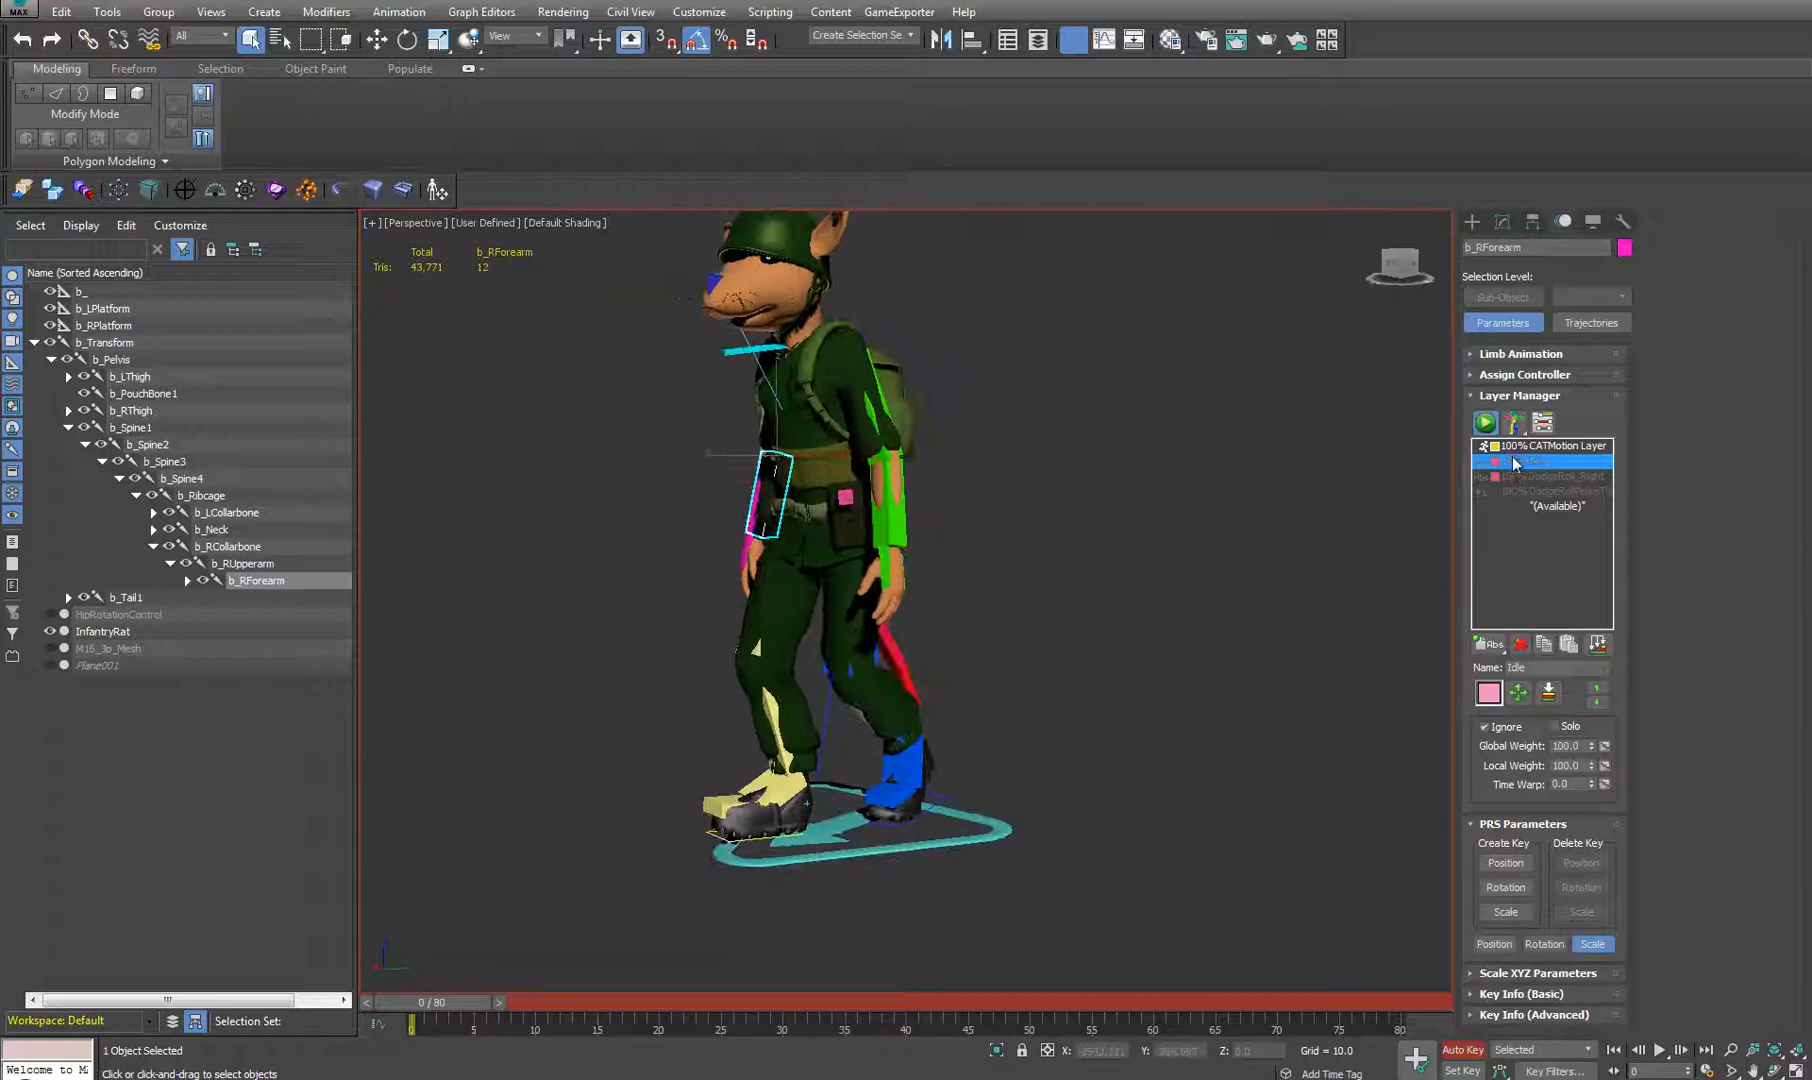 MAX Edit Tools Group Views Create Modifiers Animation Graph Editors Rendering Civil View Customize Scripting Content GameExporter Help
All View 3 Create Selection Se
Modeling Freeform Selection Object Paint Populate
Modify Mode
Polygon Modeling
Select Display Edit Customize
Name (Sorted Ascending)
b_
b_LPlatform
b_RPlatform
b_Transform
b_Pelvis
b_LThigh
b_PouchBone1
b_RThigh
b_Spine1
b_Spine2
b_Spine3
b_Spine4
b_Ribcage
b_LCollarbone
b_Neck
b_RCollarbone
b_RUpperarm
b_RForearm
b_Tail1
HipRotationControl
InfantryRat
M16_3p_Mesh
Plane001
[+] [Perspective] [User Defined] [Default Shading]
Total b_RForearm
Tris: 43,771 12
b_RForearm
Selection Level:
Sub-Object
Parameters Trajectories
Limb Animation
Assign Controller
Layer Manager
100% CATMotion Layer
Abs 100% DodgeRoll_Right
"(Available)"
Abs
Name: Idle
Ignore Solo
Global Weight: 100.0
Local Weight: 100.0
Time Warp: 0.0
PRS Parameters
Create Key Delete Key
Position Position
Rotation Rotation
Scale Scale
Position Rotation Scale
Scale XYZ Parameters
Key Info (Basic)
Key Info (Advanced)
< 0 / 80 >
5 10 15 20 25 30 35 40 45 50 55 60 65 70 75 80
Workspace: Default Selection Set:
1 Object Selected X: Y: Z: Grid = 10.0 Auto Key Selected
Welcome to M Click or click-and-drag to select objects Add Time Tag Set Key Key Filters... 0